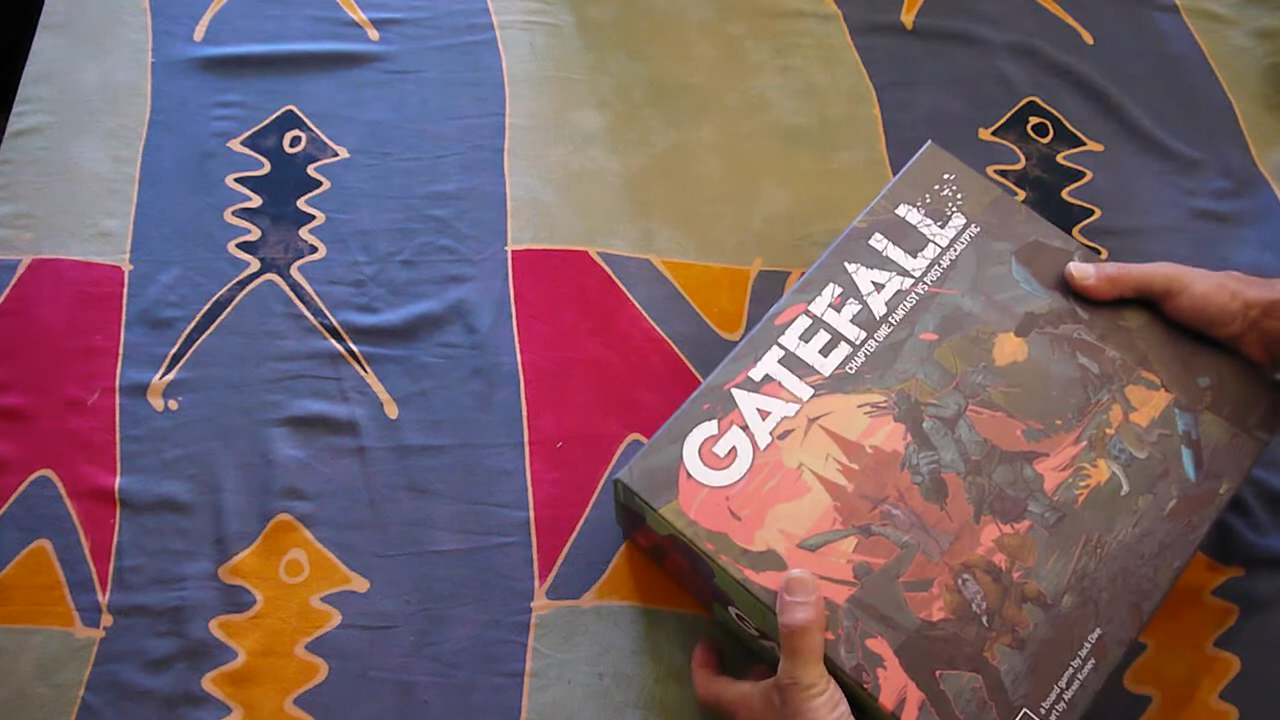 GATEFALL
CHAPTER ONE: FANTASY VS POST-APOCALYPTIC
a board game by Jack Dire
art by Alexei Konev
G